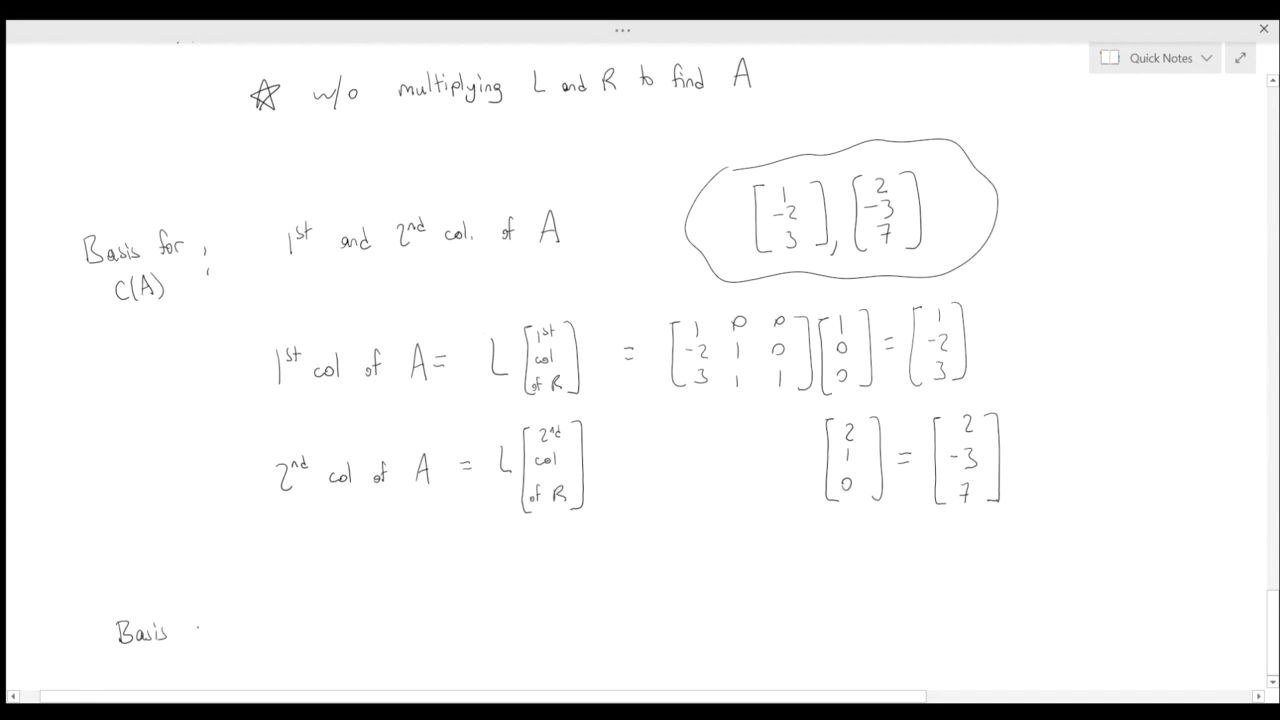 ...
Quick Notes
☆ w/o multiplying L and R to find A
Basis for : 1st and 2nd col. of A [1 -2 3], [2 -3 7]
C(A)
1st col of A = L [1st col of R] = [1 0 0 -2 1 0 3 1 1] [1 0 0] = [1 -2 3]
2nd col of A = L [2nd col of R] [2 1 0] = [2 -3 7]
Basis